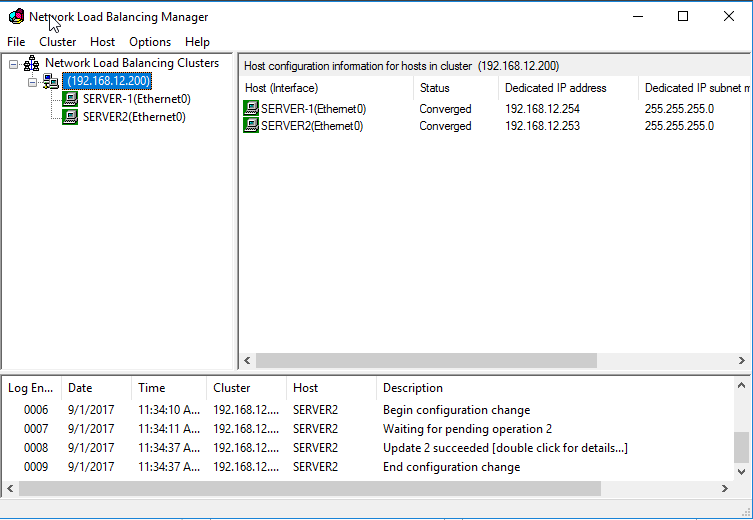 Network Load Balancing Manager
File Cluster Host Options Help
Network Load Balancing Clusters
(192.168.12.200)
SERVER-1(Ethernet0)
SERVER2(Ethernet0)
Host configuration information for hosts in cluster (192.168.12.200)
Host (Interface) Status Dedicated IP address Dedicated IP subnet m
SERVER-1(Ethernet0) Converged 192.168.12.254 255.255.255.0
SERVER2(Ethernet0) Converged 192.168.12.253 255.255.255.0
Log En... Date Time Cluster Host Description
0006 9/1/2017 11:34:10 A... 192.168.12.... SERVER2 Begin configuration change
0007 9/1/2017 11:34:11 A... 192.168.12.... SERVER2 Waiting for pending operation 2
0008 9/1/2017 11:34:37 A... 192.168.12.... SERVER2 Update 2 succeeded [double click for details...]
0009 9/1/2017 11:34:37 A... 192.168.12.... SERVER2 End configuration change